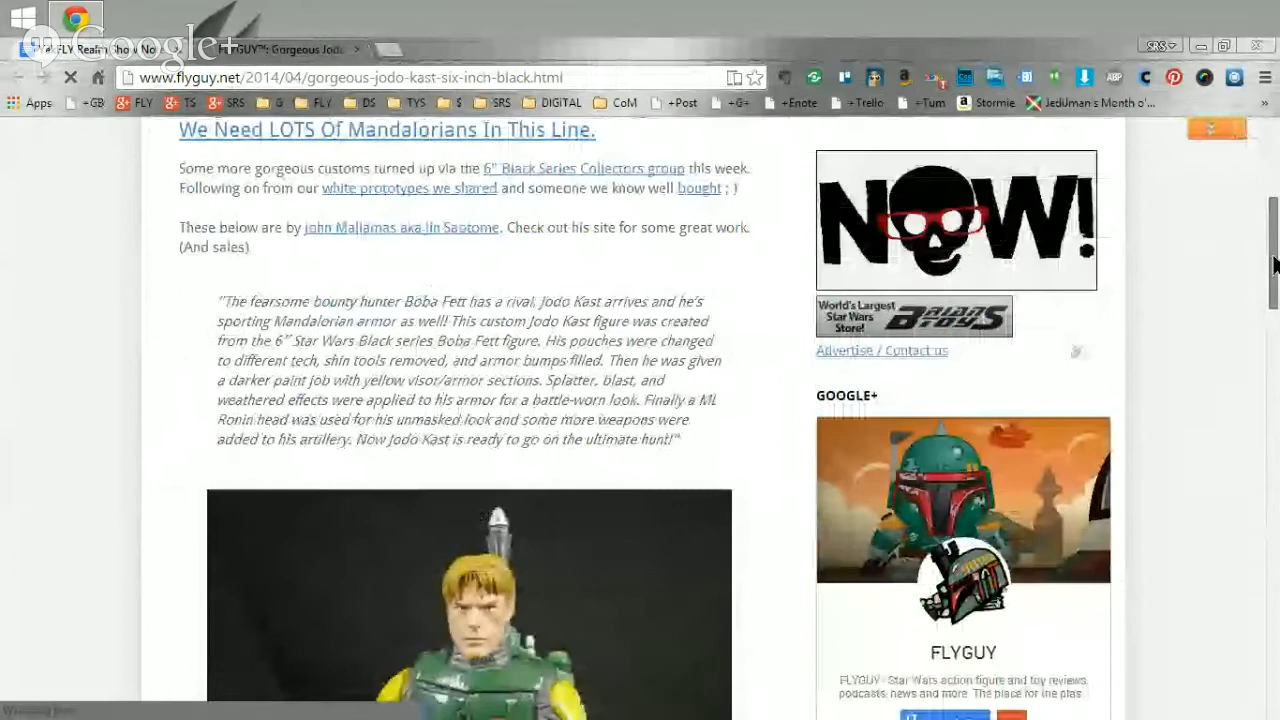 Google+
FLY Realm Show No
FLYGUY™: Gorgeous Jodo
SRS
www.flyguy.net/2014/04/gorgeous-jodo-kast-six-inch-black.html
Apps +GB FLY TS SRS G FLY DS TYS $ SRS DIGITAL CoM +Post +G+ +Enote +Trello +Tum Stormie JediJman's Month o'... »
We Need LOTS Of Mandalorians In This Line.
Some more gorgeous customs turned up via the 6" Black Series Collectors group this week.
Following on from our white prototypes we shared and someone we know well bought ; )
These below are by John Mallamas aka Jin Saotome. Check out his site for some great work.
(And sales)
"The fearsome bounty hunter Boba Fett has a rival, Jodo Kast arrives and he's
sporting Mandalorian armor as well! This custom Jodo Kast figure was created
from the 6" Star Wars Black series Boba Fett figure. His pouches were changed
to different tech, shin tools removed, and armor bumps filled. Then he was given
a darker paint job with yellow visor/armor sections. Splatter, blast, and
weathered effects were applied to his armor for a battle-worn look. Finally a ML
Ronin head was used for his unmasked look and some more weapons were
added to his artillery. Now Jodo Kast is ready to go on the ultimate hunt!"
NOW!
World's Largest
Star Wars
Store!
BRIANS
TOYS
Advertise / Contact us
GOOGLE+
FLYGUY
FLYGUY - Star Wars action figure and toy reviews,
podcasts, news and more. The place for the plas